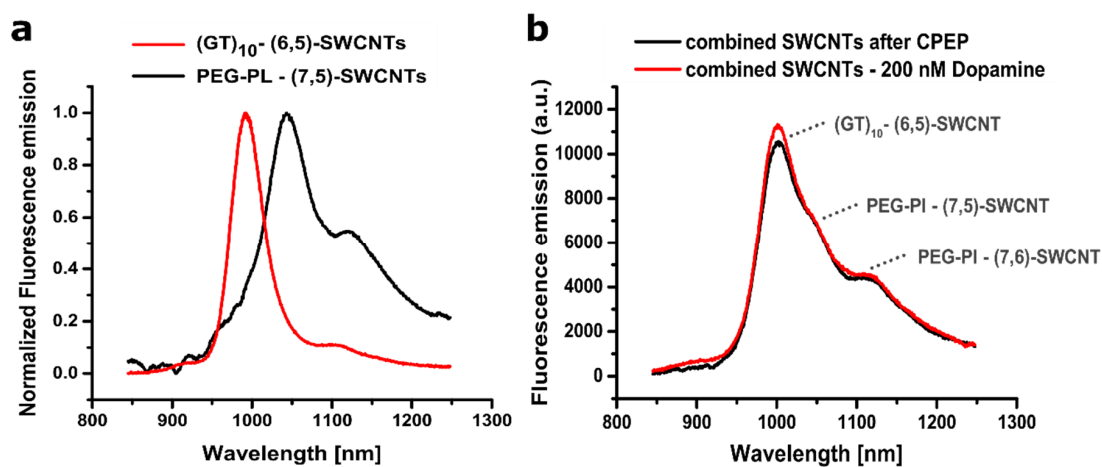 a
(GT)10- (6,5)-SWCNTs
PEG-PL - (7,5)-SWCNTs
Normalized Fluorescence emission
1.0
0.8
0.6
0.4
0.2
0.0
800
900
1000
1100
1200
1300
Wavelength [nm]
b
combined SWCNTs after CPEP
combined SWCNTs - 200 nM Dopamine
Fluorescence emission (a.u.)
12000
10000
8000
6000
4000
2000
0
(GT)10- (6,5)-SWCNT
PEG-Pl - (7,5)-SWCNT
PEG-Pl - (7,6)-SWCNT
800
900
1000
1100
1200
1300
Wavelength [nm]